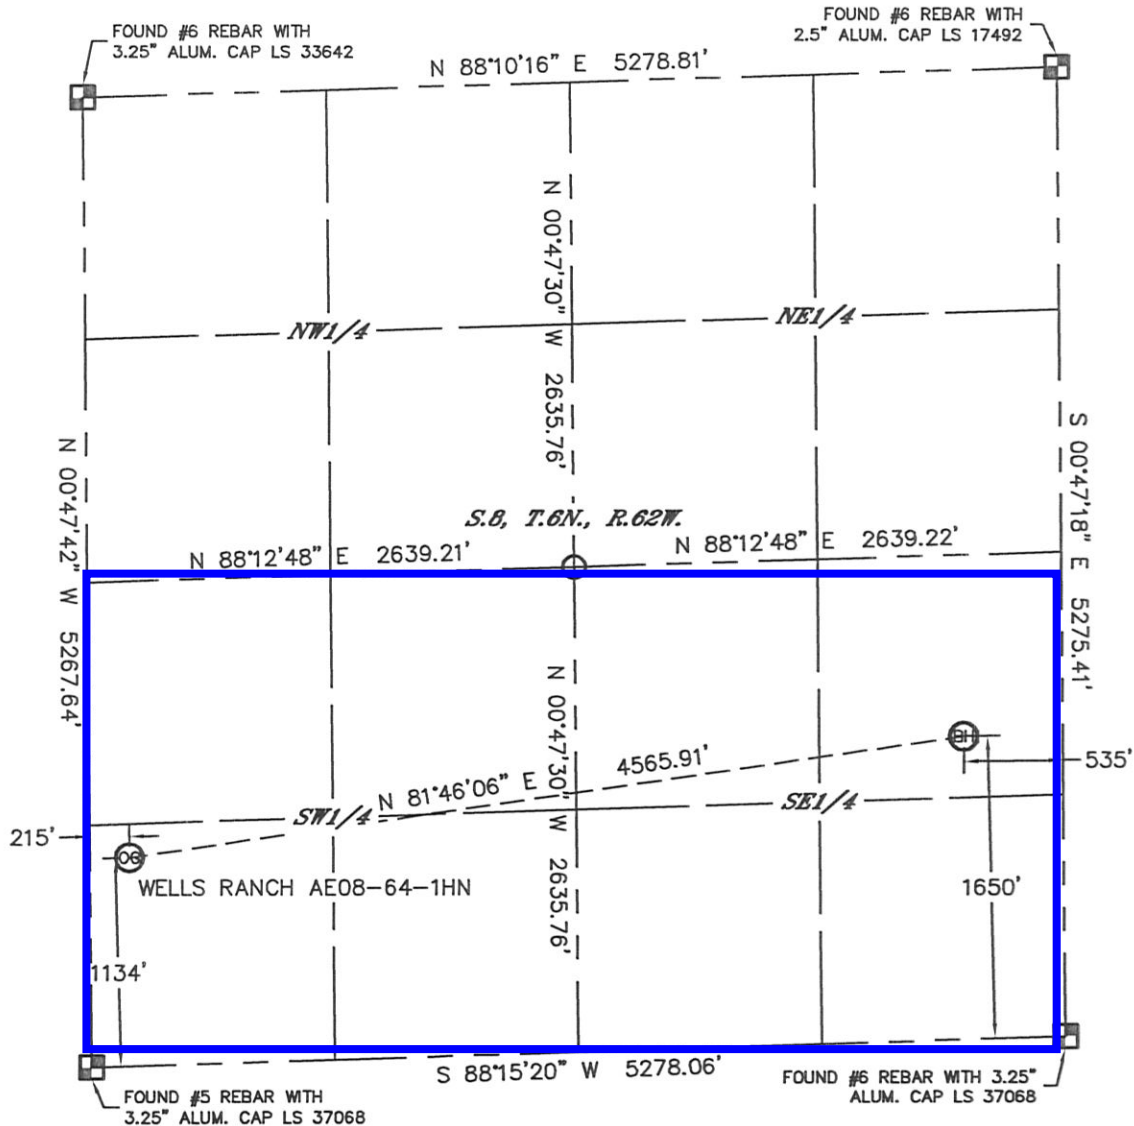 FOUND #6 REBAR WITH
3.25" ALUM. CAP LS 33642
FOUND #6 REBAR WITH
2.5" ALUM. CAP LS 17492
N 88°10'16" E 5278.81'
N 00°47'30" W 2635.76'
NW1/4
NE1/4
N 00°47'42" W 5267.64'
S 00°47'18" E 5275.41'
S.8, T.6N., R.62W.
N 88°12'48" E 2639.21'
N 88°12'48" E 2639.22'
N 00°47'30" W 2635.76'
BH
535'
4565.91'
N 81°46'06" E
SW1/4
SE1/4
215'
OG
WELLS RANCH AE08-64-1HN
1650'
1134'
S 88°15'20" W 5278.06'
FOUND #5 REBAR WITH
3.25" ALUM. CAP LS 37068
FOUND #6 REBAR WITH 3.25"
ALUM. CAP LS 37068